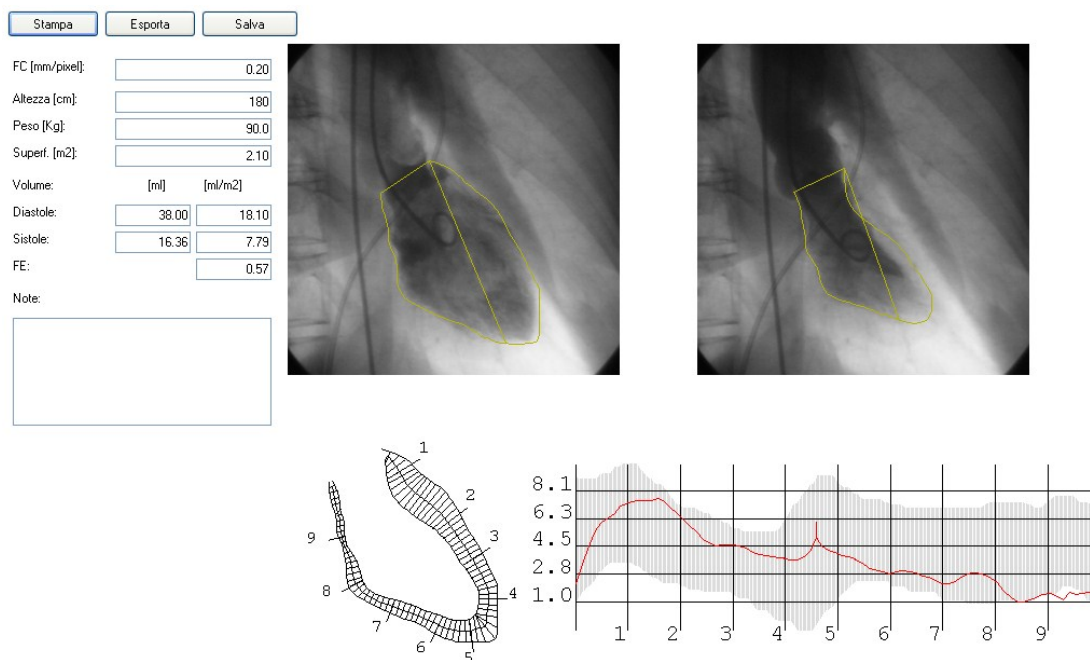 Stampa Esporta Salva
FC [mm/pixel]: 0.20
Altezza [cm]: 180
Peso [Kg]: 90.0
Superf. [m2]: 2.10
Volume: [ml] [ml/m2]
Diastole: 38.00 18.10
Sistole: 16.36 7.79
FE: 0.57
Note:
1
2
3
4
5
6
7
8
9
8.1
6.3
4.5
2.8
1.0
1 2 3 4 5 6 7 8 9